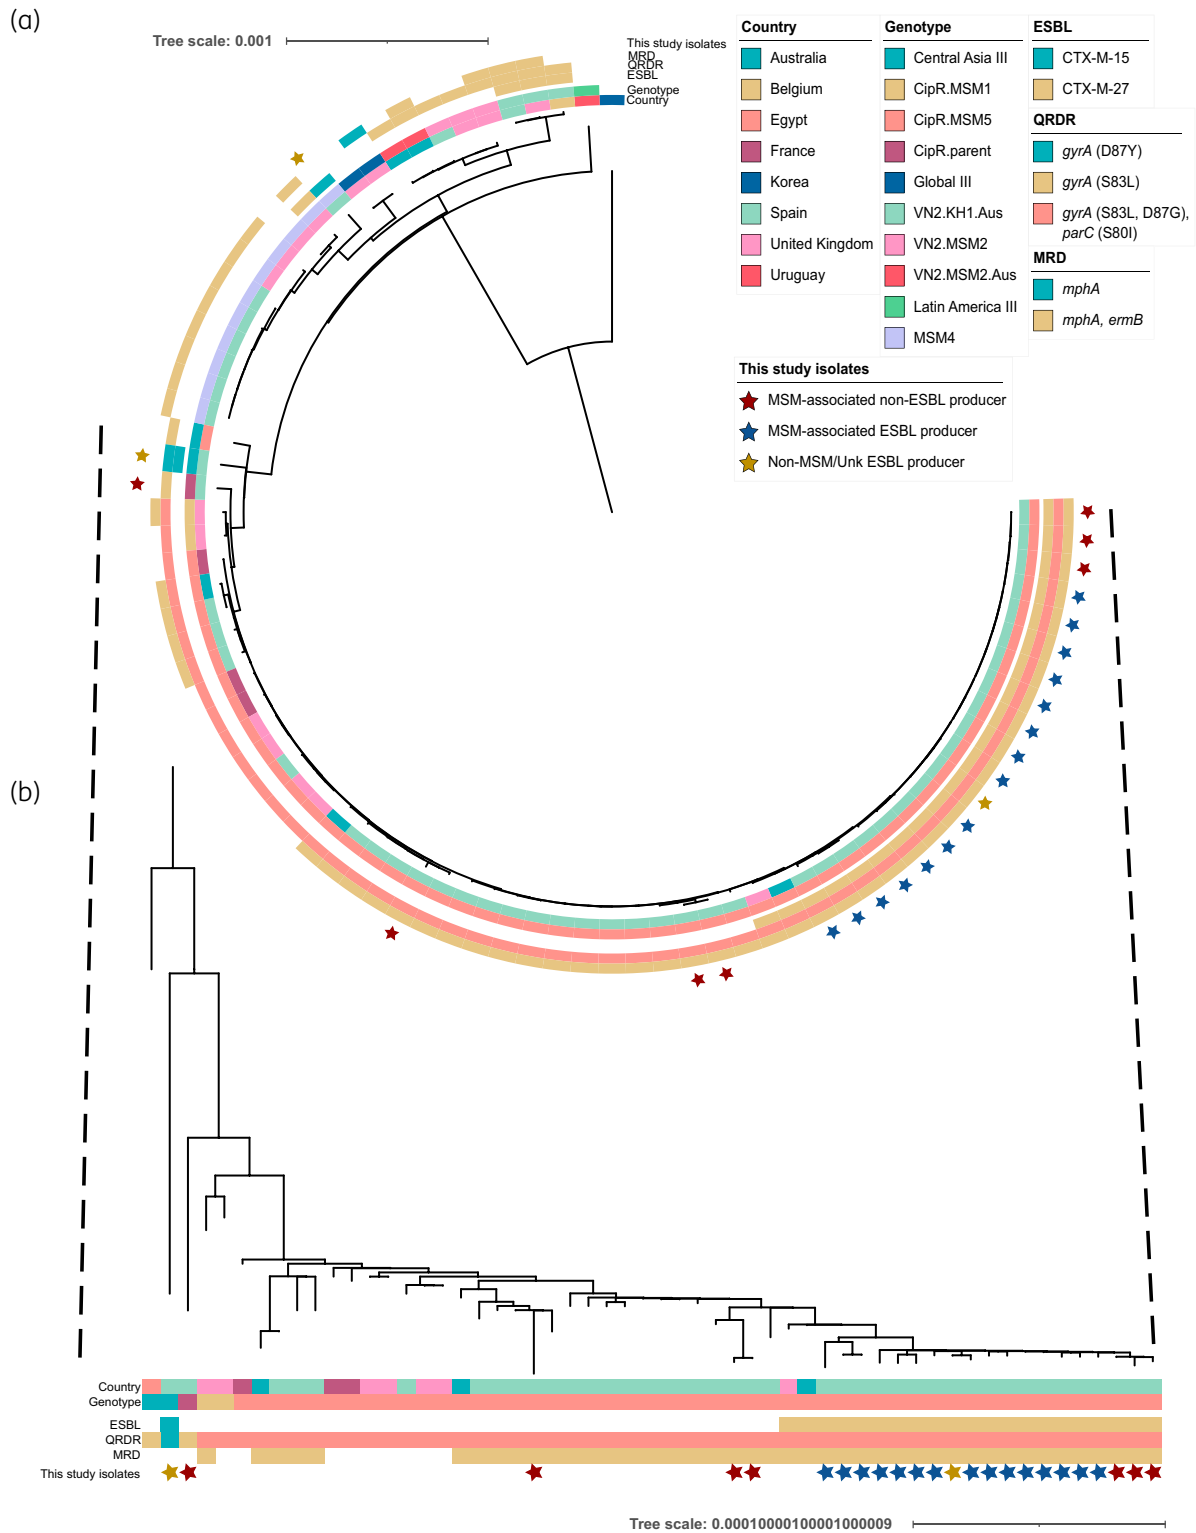 (a)
Tree scale: 0.001
This study isolates
MRD
QRDR
ESBL
Genotype
Country
Country
Australia
Belgium
Egypt
France
Korea
Spain
United Kingdom
Uruguay
Genotype
Central Asia III
CipR.MSM1
CipR.MSM5
CipR.parent
Global III
VN2.KH1.Aus
VN2.MSM2
VN2.MSM2.Aus
Latin America III
MSM4
ESBL
CTX-M-15
CTX-M-27
QRDR
gyrA (D87Y)
gyrA (S83L)
gyrA (S83L, D87G),
parC (S80I)
MRD
mphA
mphA, ermB
This study isolates
MSM-associated non-ESBL producer
MSM-associated ESBL producer
Non-MSM/Unk ESBL producer
(b)
Country
Genotype
ESBL
QRDR
MRD
This study isolates
Tree scale: 0.00010000100001000009